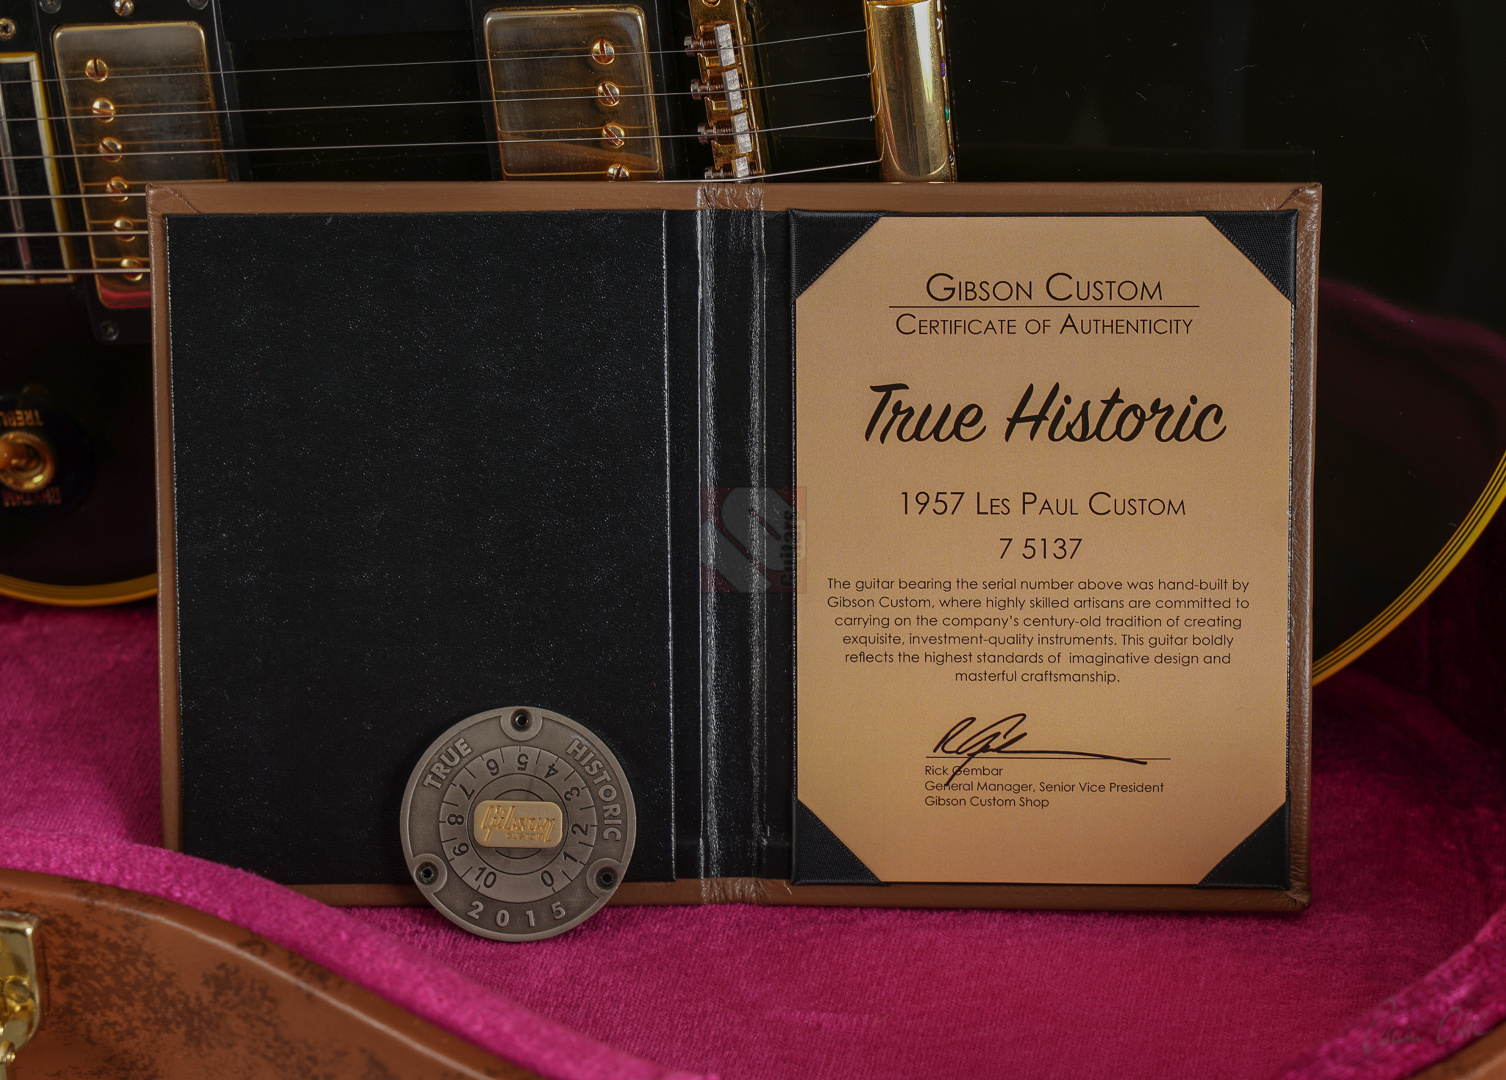 TREBLE
RHYTHM
GIBSON CUSTOM
CERTIFICATE OF AUTHENTICITY
True Historic
1957 LES PAUL CUSTOM
7 5137
The guitar bearing the serial number above was hand-built by
Gibson Custom, where highly skilled artisans are committed to
carrying on the company's century-old tradition of creating
exquisite, investment-quality instruments. This guitar boldly
reflects the highest standards of imaginative design and
masterful craftsmanship.
Rick Gembar
General Manager, Senior Vice President
Gibson Custom Shop
TRUE HISTORIC
0 1 2 3 4 5 6 7 8 9 10
Gibson
CUSTOM
2015
Guitars